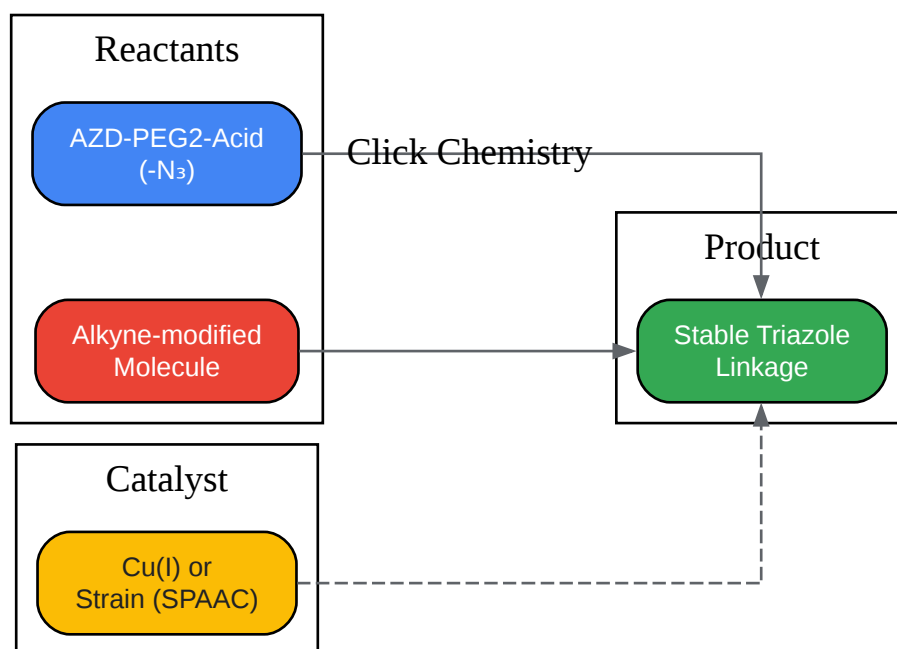 Reactants
AZD-PEG2-Acid
(-N₃)
Click Chemistry
Alkyne-modified
Molecule
Product
Stable Triazole
Linkage
Catalyst
Cu(I) or
Strain (SPAAC)